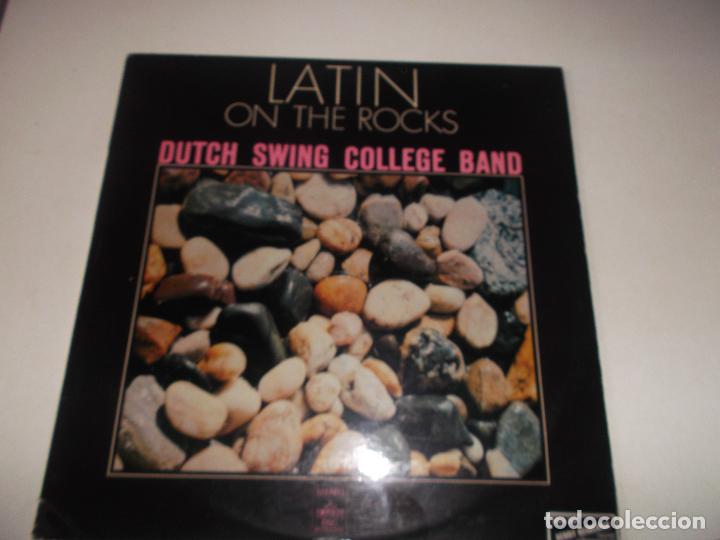 LATIN
ON THE ROCKS
DUTCH SWING COLLEGE BAND
todocoleccion